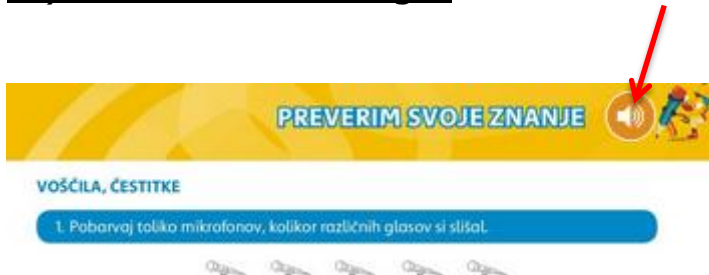 PREVERIM SVOJE ZNANJE
VOŠČILA, ČESTITKE
1. Pobarvaj toliko mikrofonov, kolikor različnih glasov si slišal.